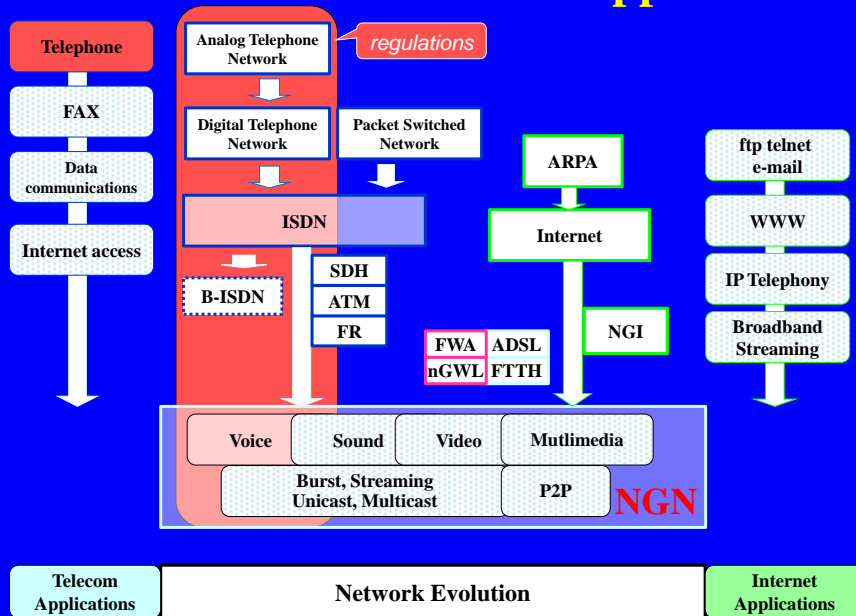 Telephone
FAX
Data
communications
Internet access
Analog Telephone
Network
regulations
Digital Telephone
Network
Packet Switched
Network
ISDN
B-ISDN
SDH
ATM
FR
ARPA
Internet
NGI
FWA ADSL
nGWL FTTH
ftp telnet
e-mail
WWW
IP Telephony
Broadband
Streaming
Voice Sound Video Mutlimedia
Burst, Streaming
Unicast, Multicast
P2P
NGN
Telecom
Applications
Network Evolution
Internet
Applications